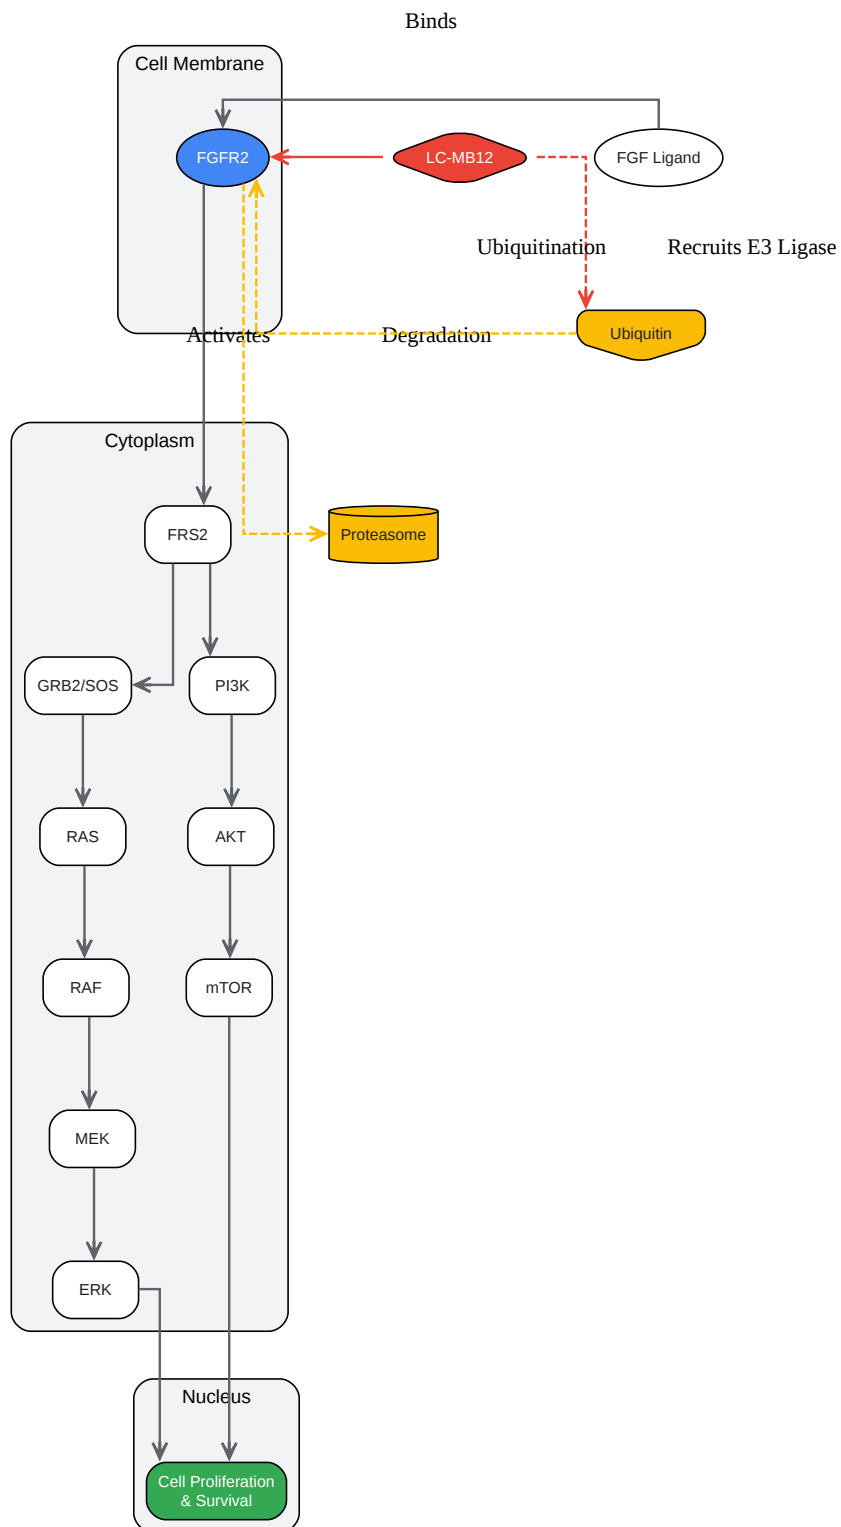 Binds
Cell Membrane
FGFR2
LC-MB12
FGF Ligand
Ubiquitination
Recruits E3 Ligase
Activates
Degradation
Ubiquitin
Cytoplasm
FRS2
Proteasome
GRB2/SOS
PI3K
RAS
AKT
RAF
mTOR
MEK
ERK
Nucleus
Cell Proliferation
& Survival